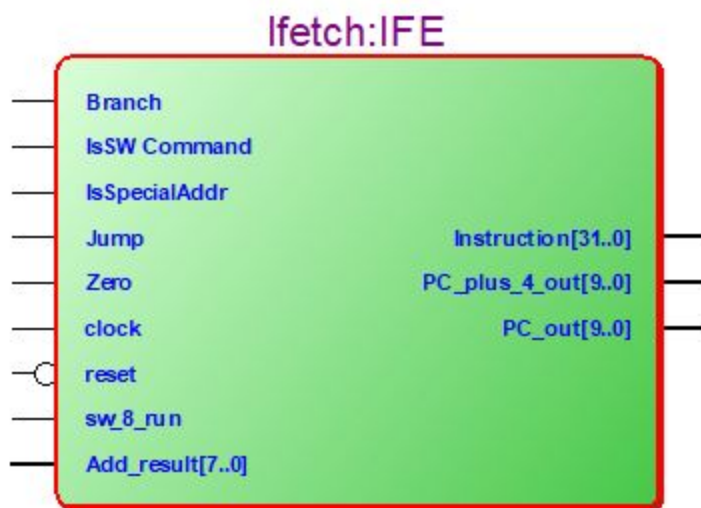 Ifetch:IFE
Branch
IsSW Command
IsSpecialAddr
Jump
Instruction[31..0]
Zero
PC_plus_4_out[9..0]
clock
PC_out[9..0]
reset
sw_8_run
Add_result[7..0]